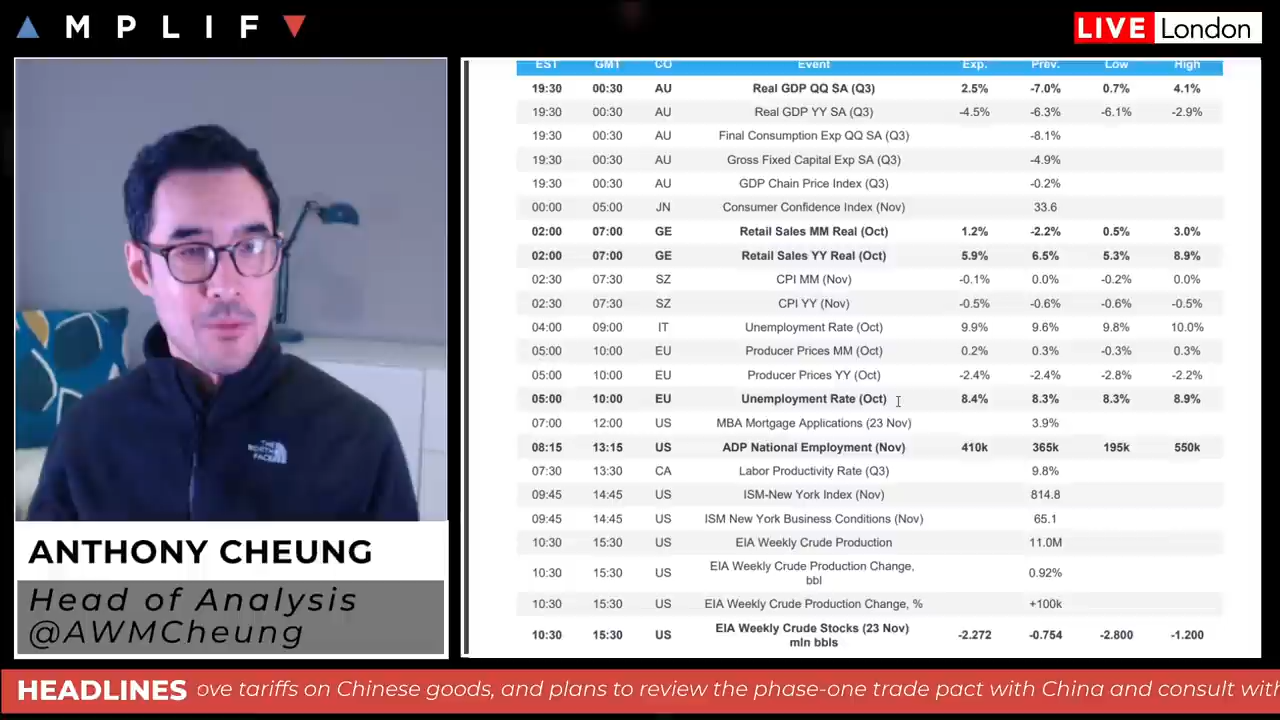 AMPLIFY
LIVE London
EST GMT CO Event Exp. Prev. Low High
19:30 00:30 AU Real GDP QQ SA (Q3) 2.5% -7.0% 0.7% 4.1%
19:30 00:30 AU Real GDP YY SA (Q3) -4.5% -6.3% -6.1% -2.9%
19:30 00:30 AU Final Consumption Exp QQ SA (Q3) -8.1%
19:30 00:30 AU Gross Fixed Capital Exp SA (Q3) -4.9%
19:30 00:30 AU GDP Chain Price Index (Q3) -0.2%
00:00 05:00 JN Consumer Confidence Index (Nov) 33.6
02:00 07:00 GE Retail Sales MM Real (Oct) 1.2% -2.2% 0.5% 3.0%
02:00 07:00 GE Retail Sales YY Real (Oct) 5.9% 6.5% 5.3% 8.9%
02:30 07:30 SZ CPI MM (Nov) -0.1% 0.0% -0.2% 0.0%
02:30 07:30 SZ CPI YY (Nov) -0.5% -0.6% -0.6% -0.5%
04:00 09:00 IT Unemployment Rate (Oct) 9.9% 9.6% 9.8% 10.0%
05:00 10:00 EU Producer Prices MM (Oct) 0.2% 0.3% -0.3% 0.3%
05:00 10:00 EU Producer Prices YY (Oct) -2.4% -2.4% -2.8% -2.2%
05:00 10:00 EU Unemployment Rate (Oct) 8.4% 8.3% 8.3% 8.9%
07:00 12:00 US MBA Mortgage Applications (23 Nov) 3.9%
08:15 13:15 US ADP National Employment (Nov) 410k 365k 195k 550k
07:30 13:30 CA Labor Productivity Rate (Q3) 9.8%
09:45 14:45 US ISM-New York Index (Nov) 814.8
09:45 14:45 US ISM New York Business Conditions (Nov) 65.1
10:30 15:30 US EIA Weekly Crude Production 11.0M
10:30 15:30 US EIA Weekly Crude Production Change, 0.92%
bbl
10:30 15:30 US EIA Weekly Crude Production Change, % +100k
10:30 15:30 US EIA Weekly Crude Stocks (23 Nov) -2.272 -0.754 -2.800 -1.200
mln bbls
THE NORTH FACE
ANTHONY CHEUNG
Head of Analysis
@AWMCheung
HEADLINES ove tariffs on Chinese goods, and plans to review the phase-one trade pact with China and consult with